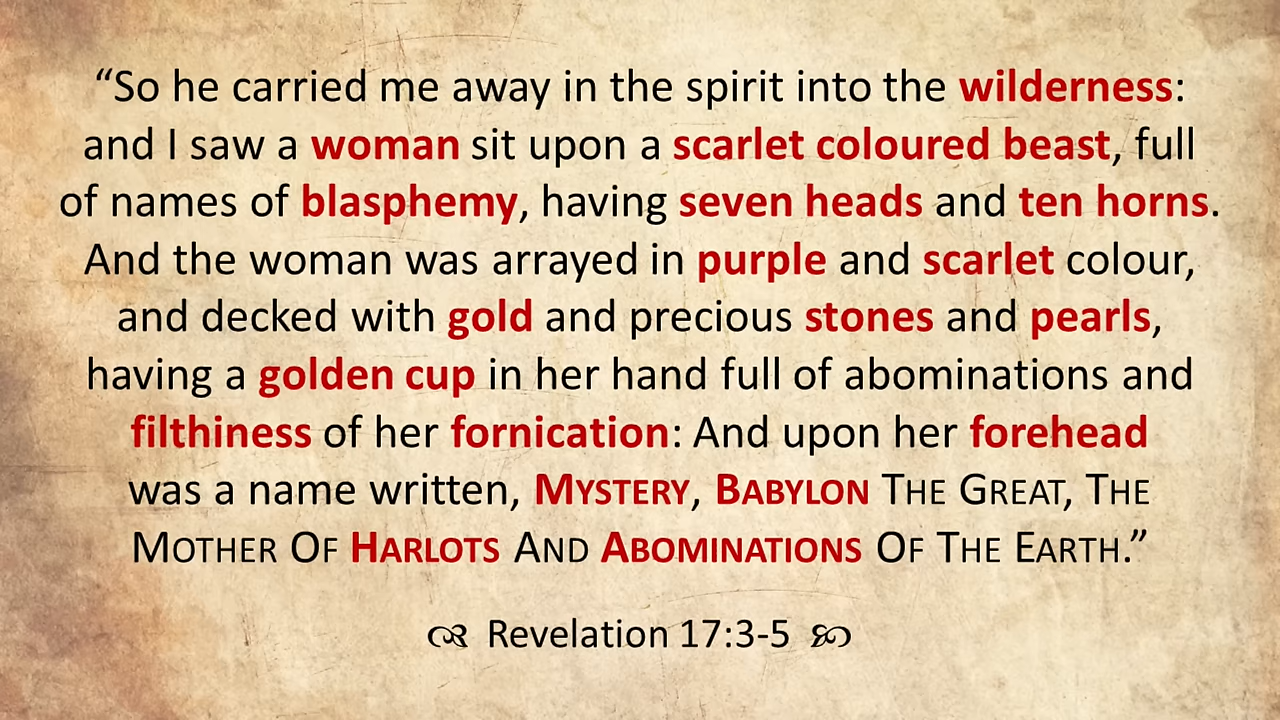 “So he carried me away in the spirit into the wilderness:
and I saw a woman sit upon a scarlet coloured beast, full
of names of blasphemy, having seven heads and ten horns.
And the woman was arrayed in purple and scarlet colour,
and decked with gold and precious stones and pearls,
having a golden cup in her hand full of abominations and
filthiness of her fornication: And upon her forehead
was a name written, Mystery, Babylon The Great, The
Mother Of Harlots And Abominations Of The Earth.”
Revelation 17:3-5